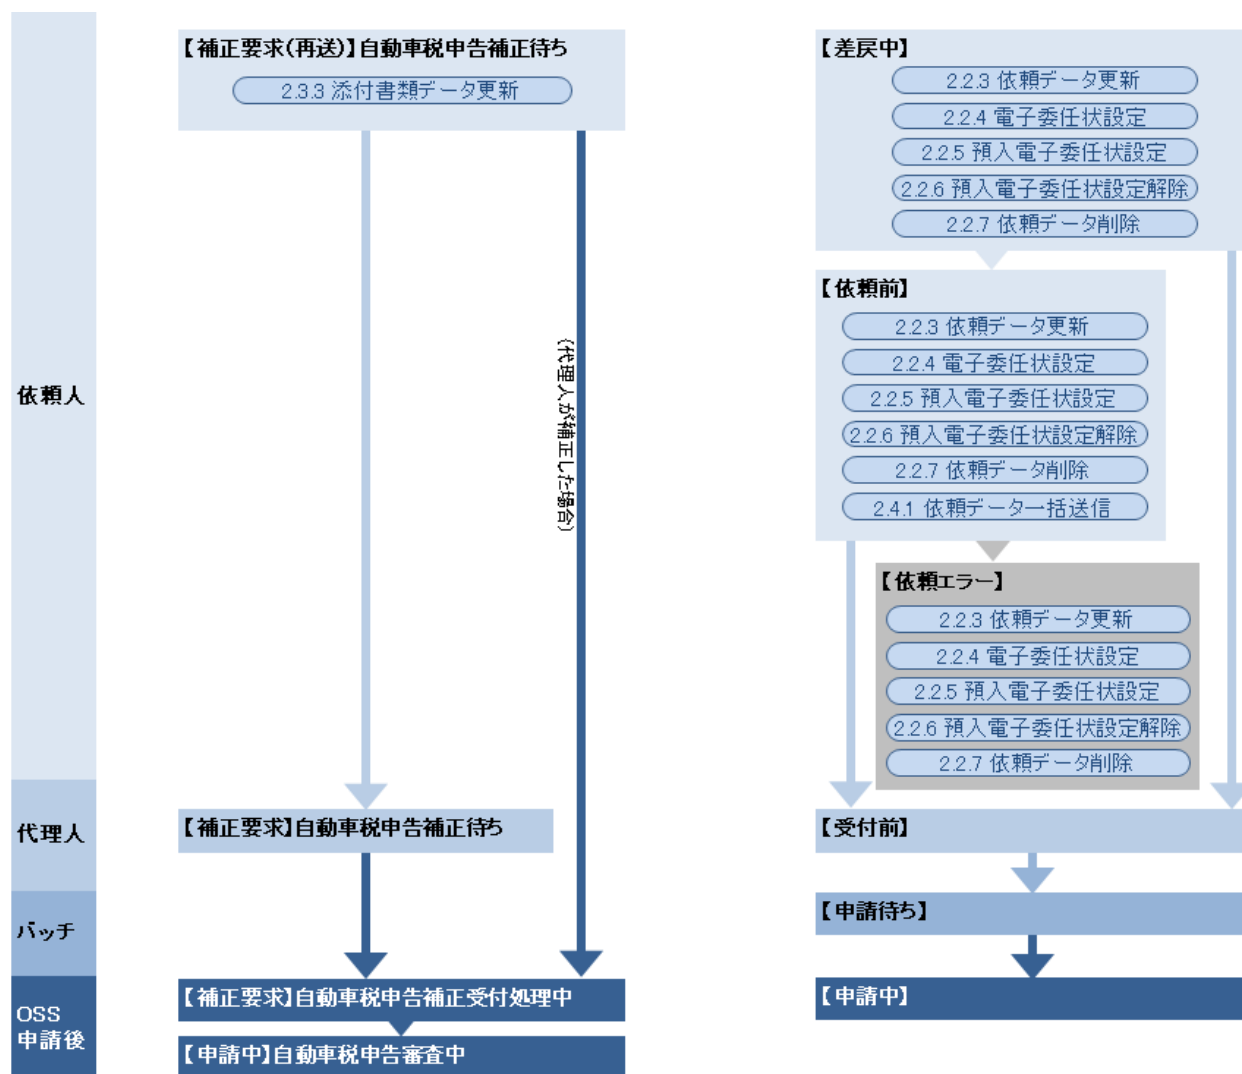 依頼人
代理人
バッチ
OSS
申請後
【補正要求(再送)】自動車税申告補正待ち
2.3.3 添付書類データ更新
(代理人が補正した場合)
【補正要求】自動車税申告補正待ち
【補正要求】自動車税申告補正受付処理中
【申請中】自動車税申告審査中
【差戻中】
2.2.3 依頼データ更新
2.2.4 電子委任状設定
2.2.5 預入電子委任状設定
2.2.6 預入電子委任状設定解除
2.2.7 依頼データ削除
【依頼前】
2.2.3 依頼データ更新
2.2.4 電子委任状設定
2.2.5 預入電子委任状設定
2.2.6 預入電子委任状設定解除
2.2.7 依頼データ削除
2.4.1 依頼データ一括送信
【依頼エラー】
2.2.3 依頼データ更新
2.2.4 電子委任状設定
2.2.5 預入電子委任状設定
2.2.6 預入電子委任状設定解除
2.2.7 依頼データ削除
【受付前】
【申請待ち】
【申請中】